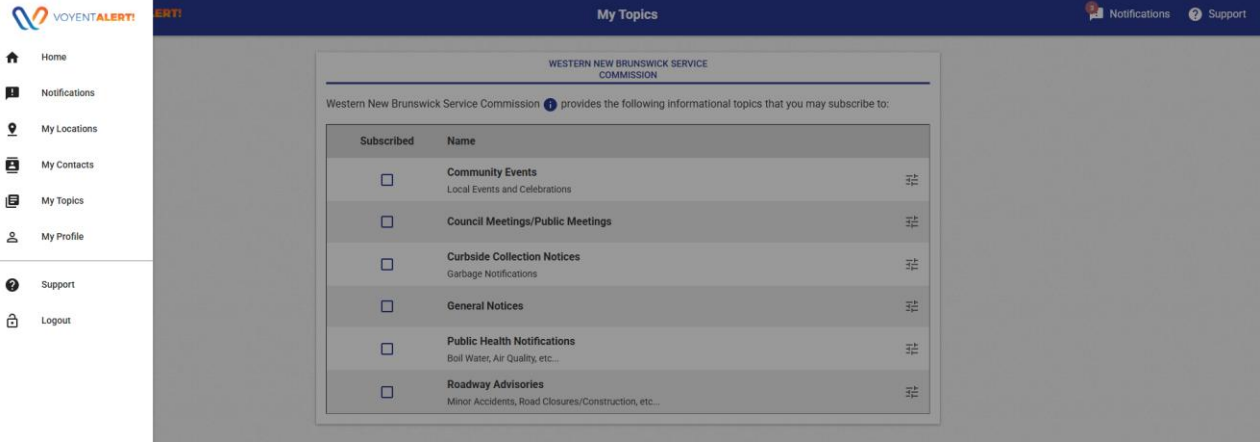 VOYENTALERT!
Home
Notifications
My Locations
My Contacts
My Topics
My Profile
Support
Logout
ERT!
My Topics
Notifications
Support
WESTERN NEW BRUNSWICK SERVICE
COMMISSION
Western New Brunswick Service Commission i provides the following informational topics that you may subscribe to:
Subscribed Name
Community Events
Local Events and Celebrations
Council Meetings/Public Meetings
Curbside Collection Notices
Garbage Notifications
General Notices
Public Health Notifications
Boil Water, Air Quality, etc...
Roadway Advisories
Minor Accidents, Road Closures/Construction, etc...